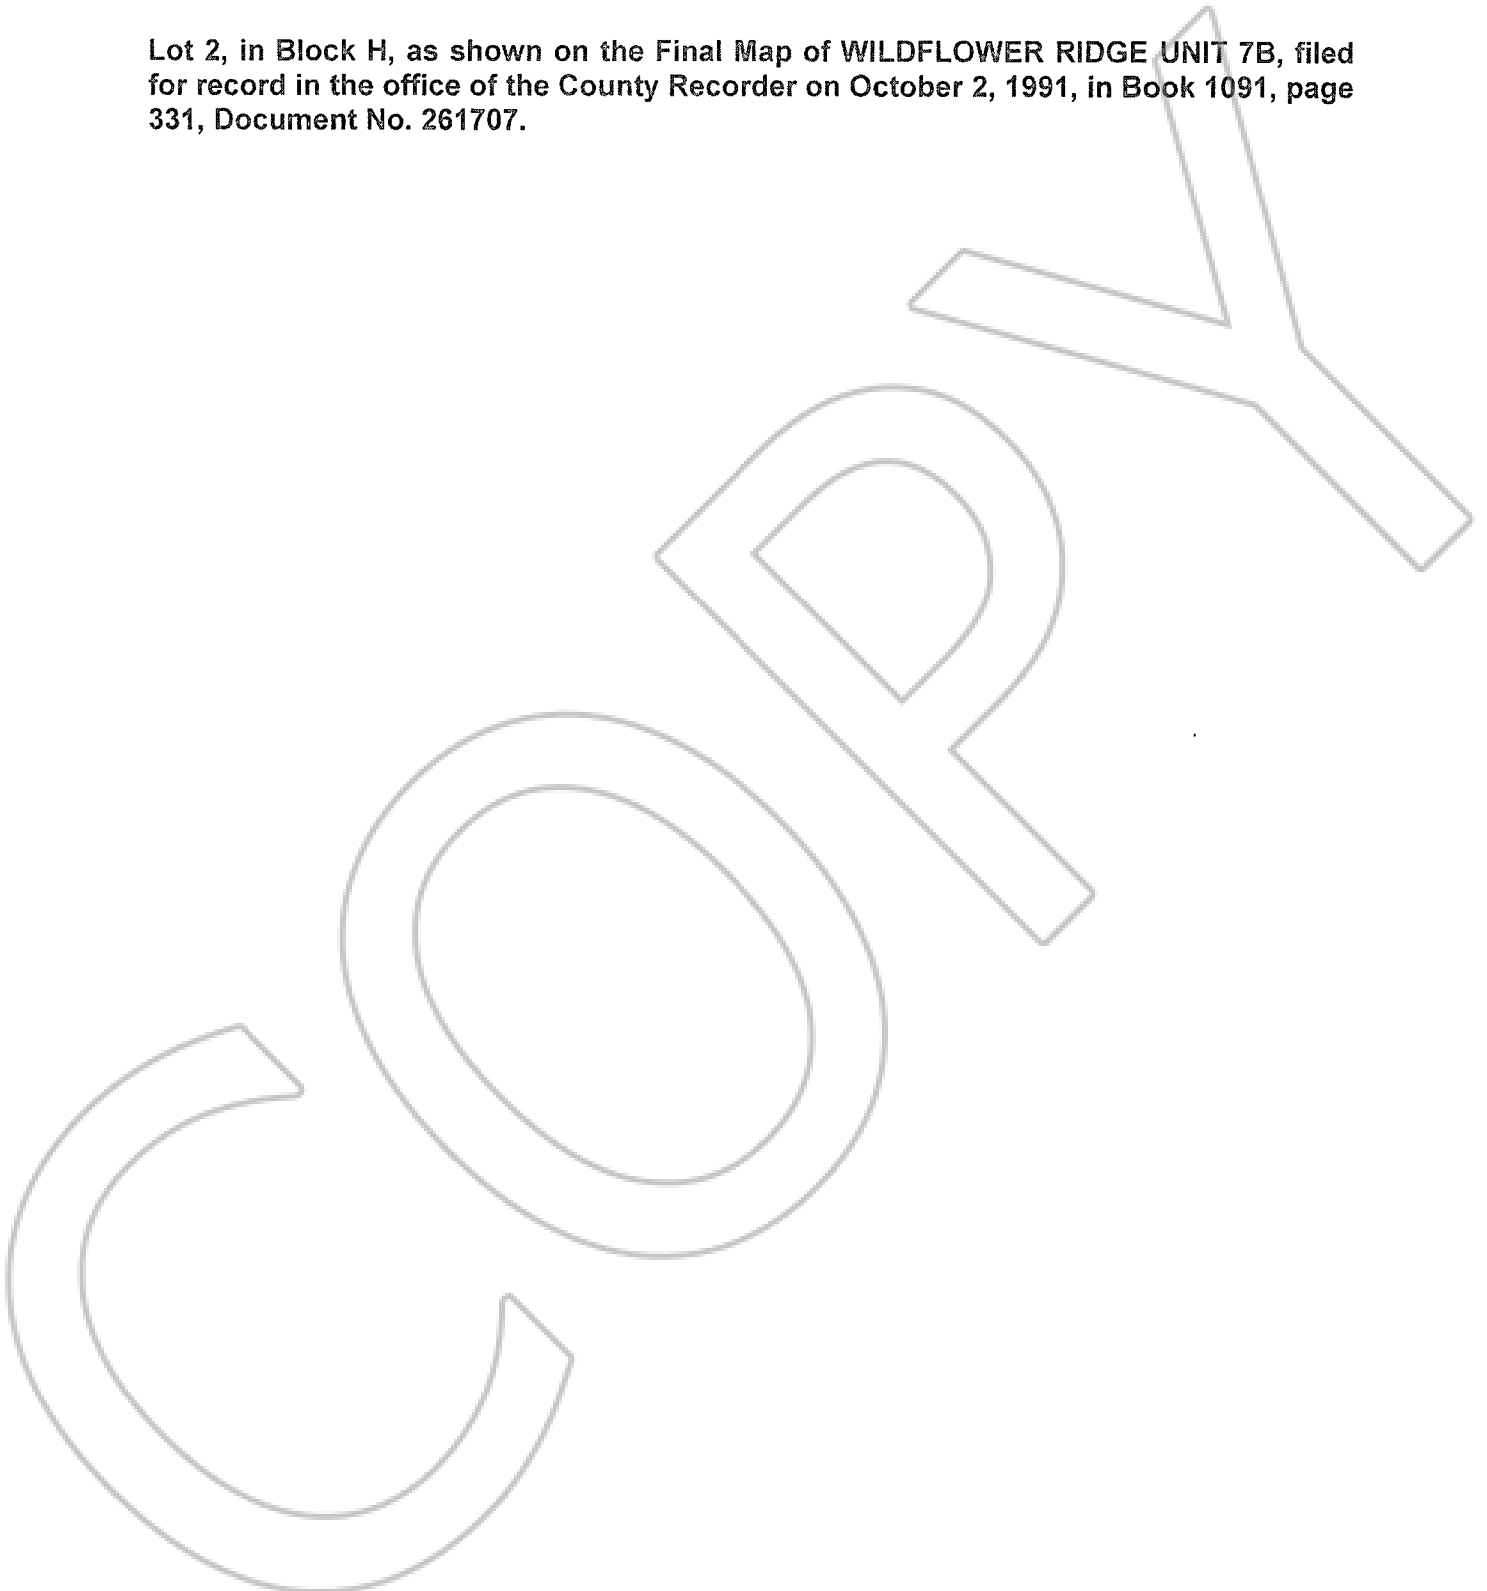 Lot 2, in Block H, as shown on the Final Map of WILDFLOWER RIDGE UNIT 7B, filed
for record in the office of the County Recorder on October 2, 1991, in Book 1091, page
331, Document No. 261707.
COPY